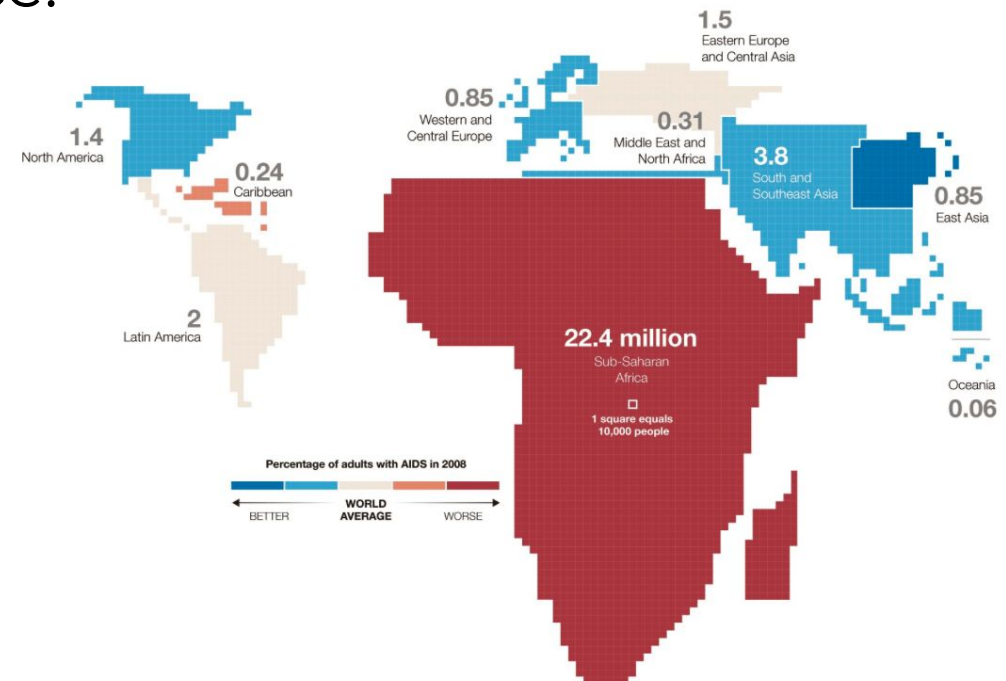 1.5
Eastern Europe
and Central Asia
0.85
Western and
Central Europe
0.31
Middle East and
North Africa
1.4
North America
0.24
Caribbean
3.8
South and
Southeast Asia
0.85
East Asia
2
Latin America
22.4 million
Sub-Saharan
Africa
1 square equals
10,000 people
Oceania
0.06
Percentage of adults with AIDS in 2008
WORLD
AVERAGE
BETTER
WORSE